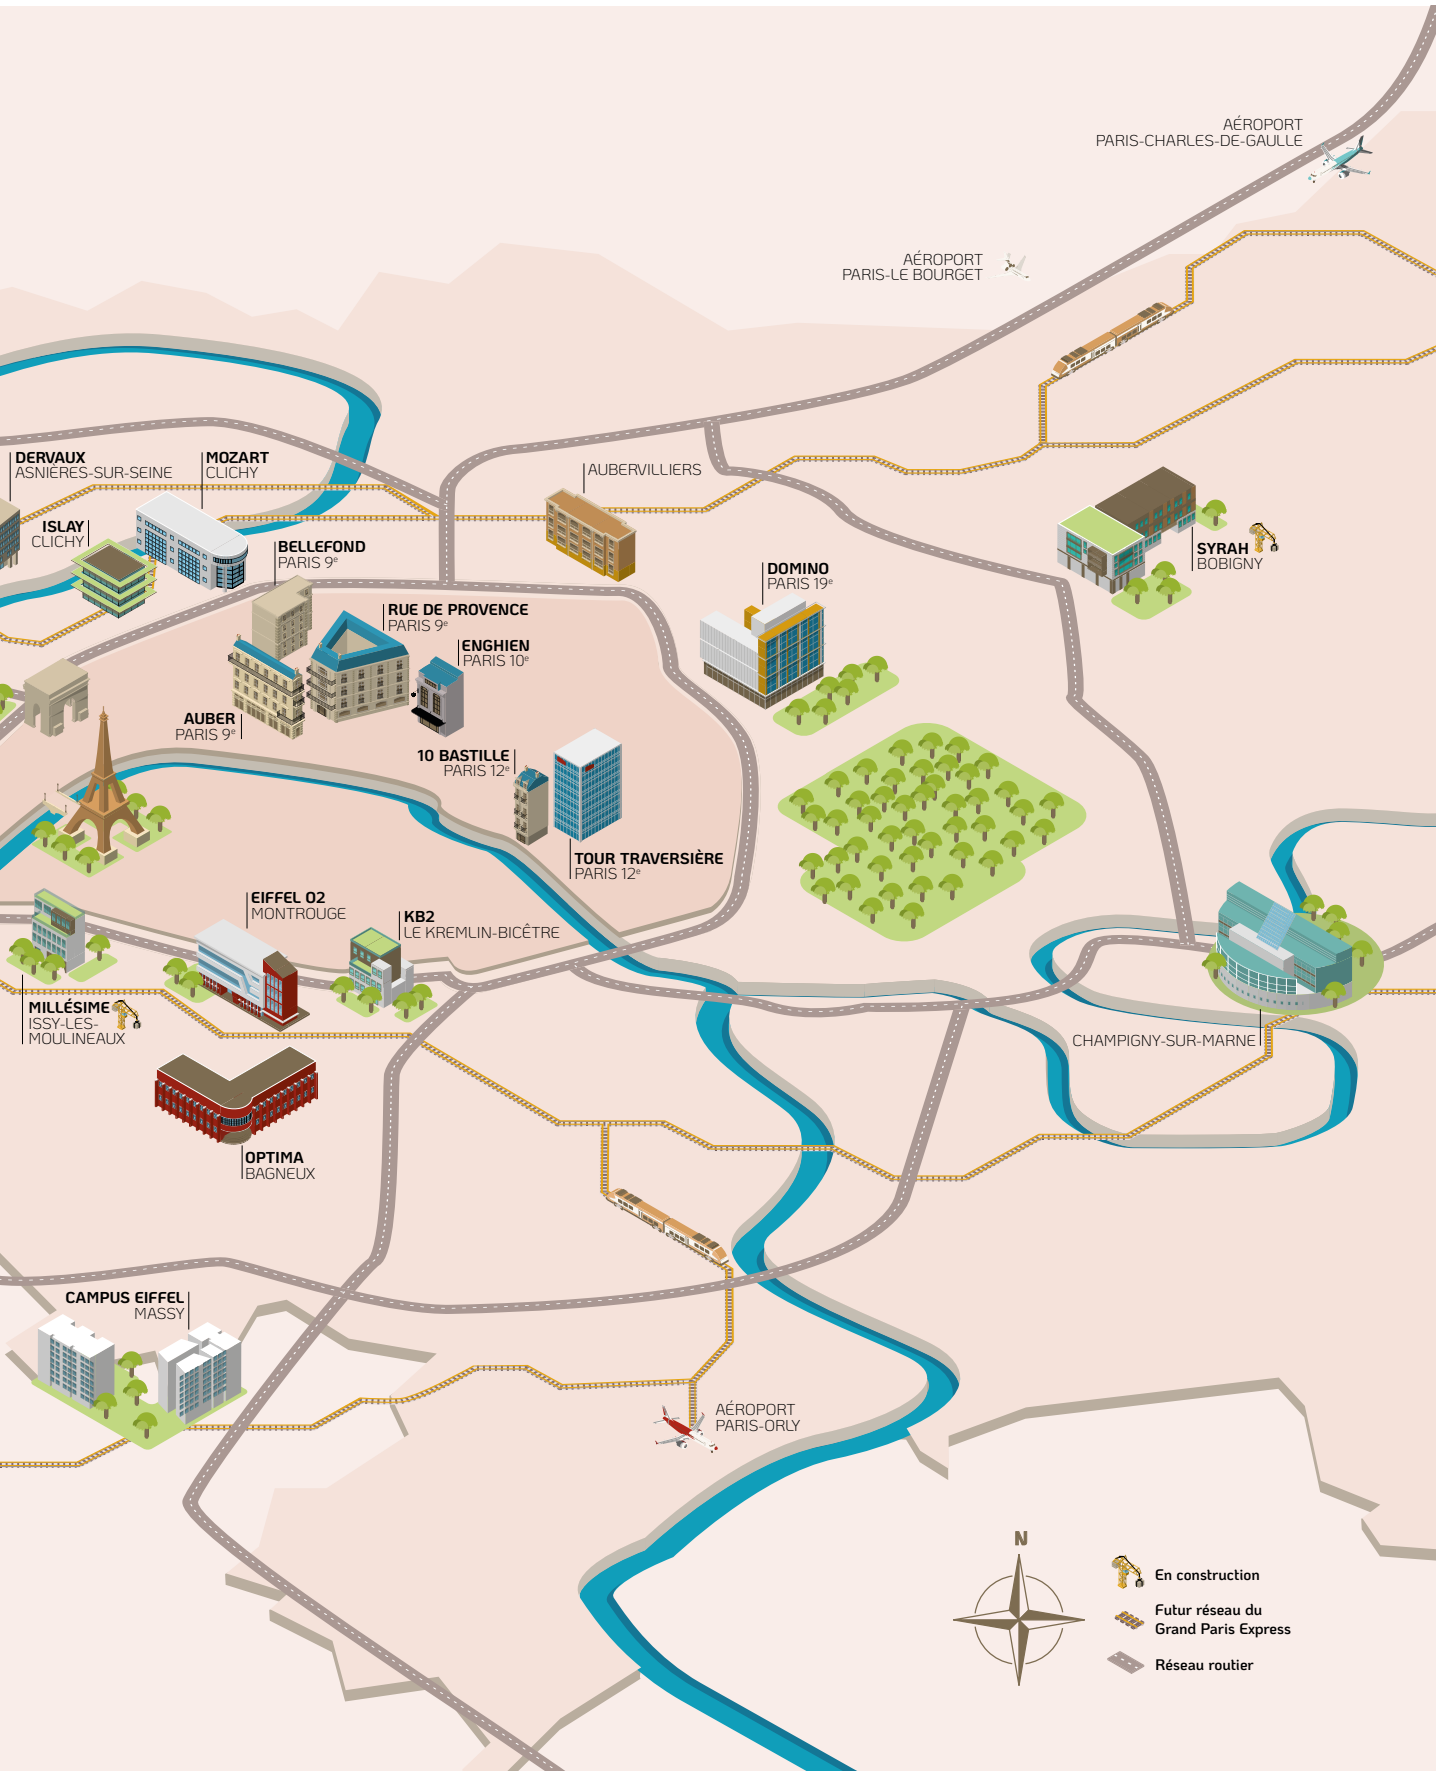 AÉROPORT
PARIS-CHARLES-DE-GAULLE
AÉROPORT
PARIS-LE BOURGET
DERVAUX
ASNIÈRES-SUR-SEINE
MOZART
CLICHY
AUBERVILLIERS
ISLAY
CLICHY
BELLEFOND
PARIS 9e
SYRAH
BOBIGNY
DOMINO
PARIS 19e
RUE DE PROVENCE
PARIS 9e
ENGHIEN
PARIS 10e
AUBER
PARIS 9e
10 BASTILLE
PARIS 12e
TOUR TRAVERSIÈRE
PARIS 12e
EIFFEL O2
MONTROUGE
KB2
LE KREMLIN-BICÊTRE
MILLÉSIME
ISSY-LES-
MOULINEAUX
CHAMPIGNY-SUR-MARNE
OPTIMA
BAGNEUX
CAMPUS EIFFEL
MASSY
AÉROPORT
PARIS-ORLY
N
En construction
Futur réseau du
Grand Paris Express
Réseau routier